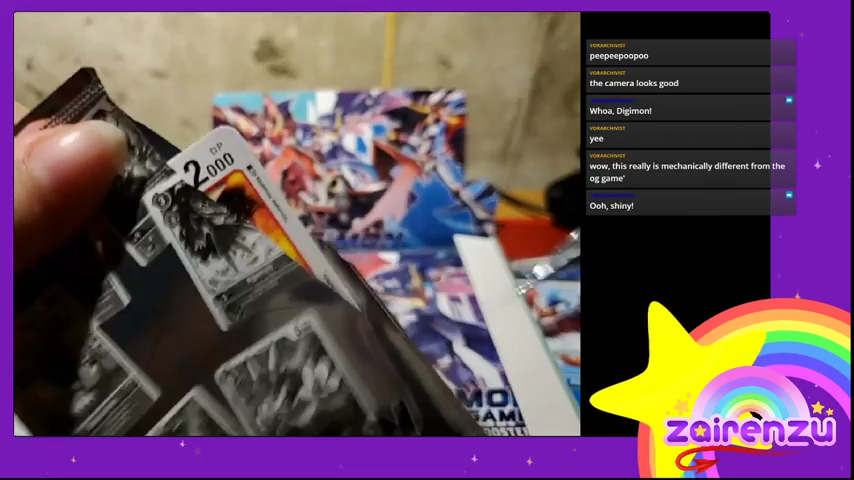 VORARCHIVIST
peepeepoopoo
VORARCHIVIST
the camera looks good
Whoa, Digimon!
VORARCHIVIST
yee
VORARCHIVIST
wow, this really is mechanically different from the
og game'
Ooh, shiny!
DP
2000
zairenzu